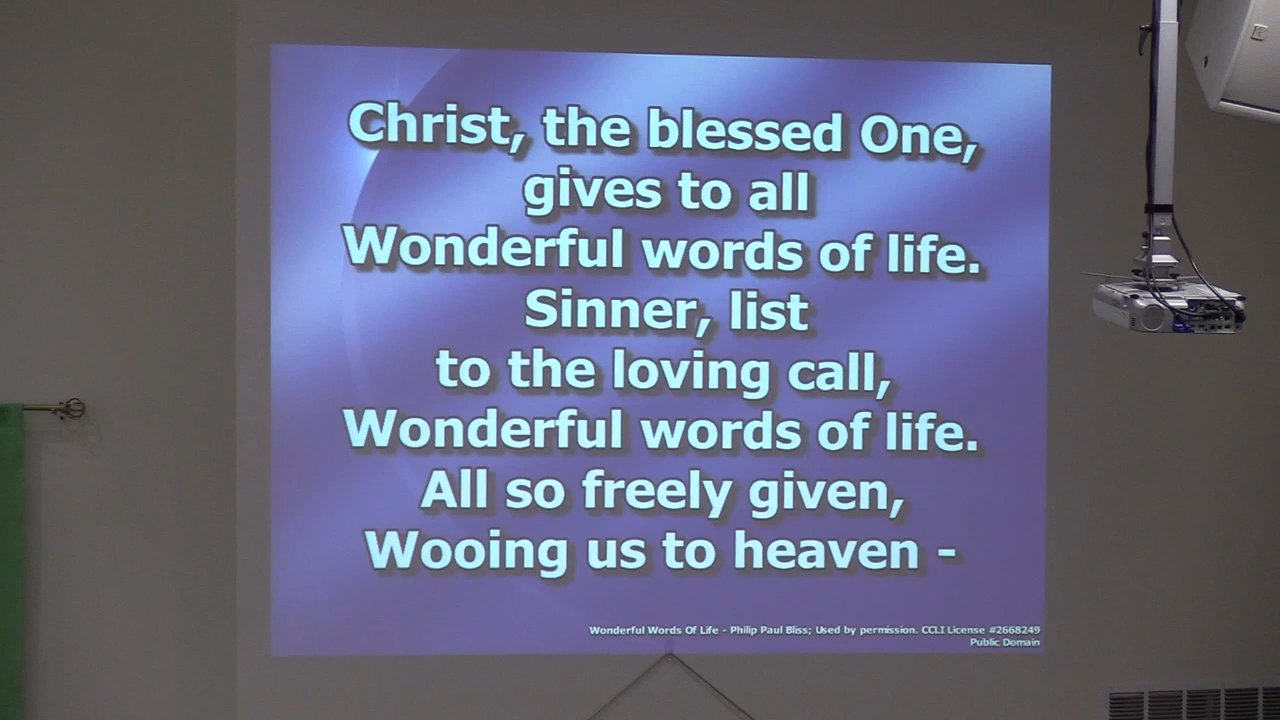 Christ, the blessed One,
gives to all
Wonderful words of life.
Sinner, list
to the loving call,
Wonderful words of life.
All so freely given,
Wooing us to heaven -
Wonderful Words Of Life - Philip Paul Bliss; Used by permission. CCLI License #2668249
Public Domain